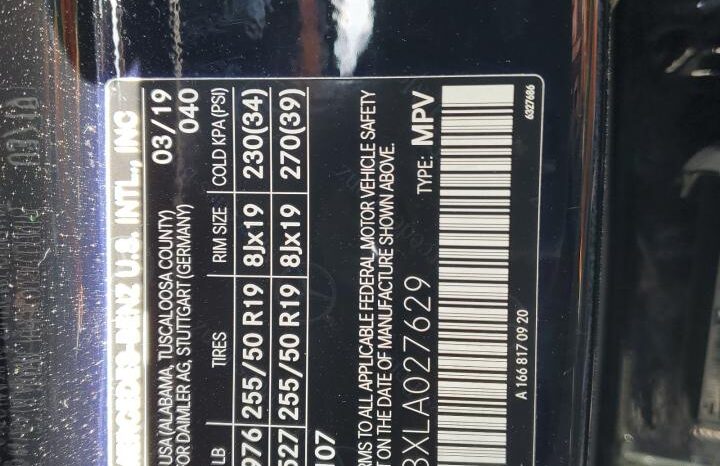 MERCEDES-BENZ U.S. INTL., INC
USA (ALABAMA, TUSCALOOSA COUNTY) 03/19
FOR DAIMLER AG, STUTTGART (GERMANY) 040
LB TIRES RIM SIZE COLD KPA (PSI)
976 255/50 R19 8Jx19 230(34)
527 255/50 R19 8Jx19 270(39)
107
RMS TO ALL APPLICABLE FEDERAL MOTOR VEHICLE SAFETY
T ON THE DATE OF MANUFACTURE SHOWN ABOVE.
BXLA027629 TYPE: MPV
A 166 817 09 20 6327686